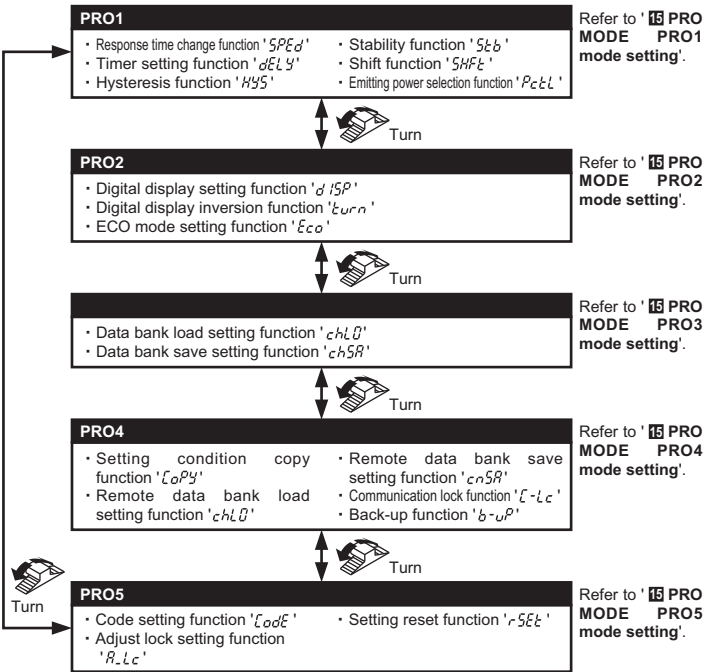 PRO1
・Response time change function 'SPEd'
・Timer setting function 'dELY'
・Hysteresis function 'HYS'
・Stability function 'Stb'
・Shift function 'SHFt'
・Emitting power selection function 'PctL'
Refer to ' 15 PRO
MODE PRO1
mode setting'.
Turn
PRO2
・Digital display setting function 'dISP'
・Digital display inversion function 'turn'
・ECO mode setting function 'Eco'
Refer to ' 15 PRO
MODE PRO2
mode setting'.
Turn
・Data bank load setting function 'chLO'
・Data bank save setting function 'chSA'
Refer to ' 15 PRO
MODE PRO3
mode setting'.
Turn
PRO4
・Setting condition copy
function 'CoPY'
・Remote data bank load
setting function 'chLO'
・Remote data bank save
setting function 'cnSA'
・Communication lock function 'C-Lc'
・Back-up function 'b-uP'
Refer to ' 15 PRO
MODE PRO4
mode setting'.
Turn
Turn
PRO5
・Code setting function 'CodE'
・Adjust lock setting function
'A_Lc'
・Setting reset function 'rSEt'
Refer to ' 15 PRO
MODE PRO5
mode setting'.